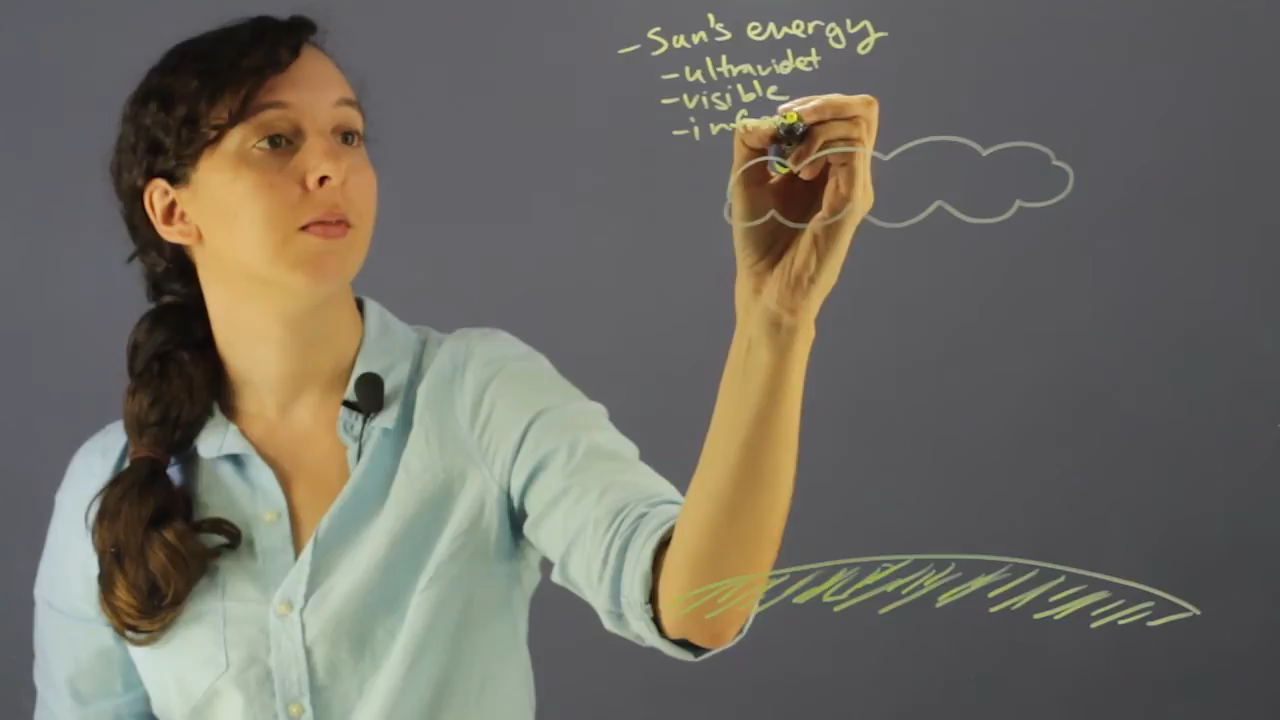 - Sun's energy
- ultraviolet
- visible